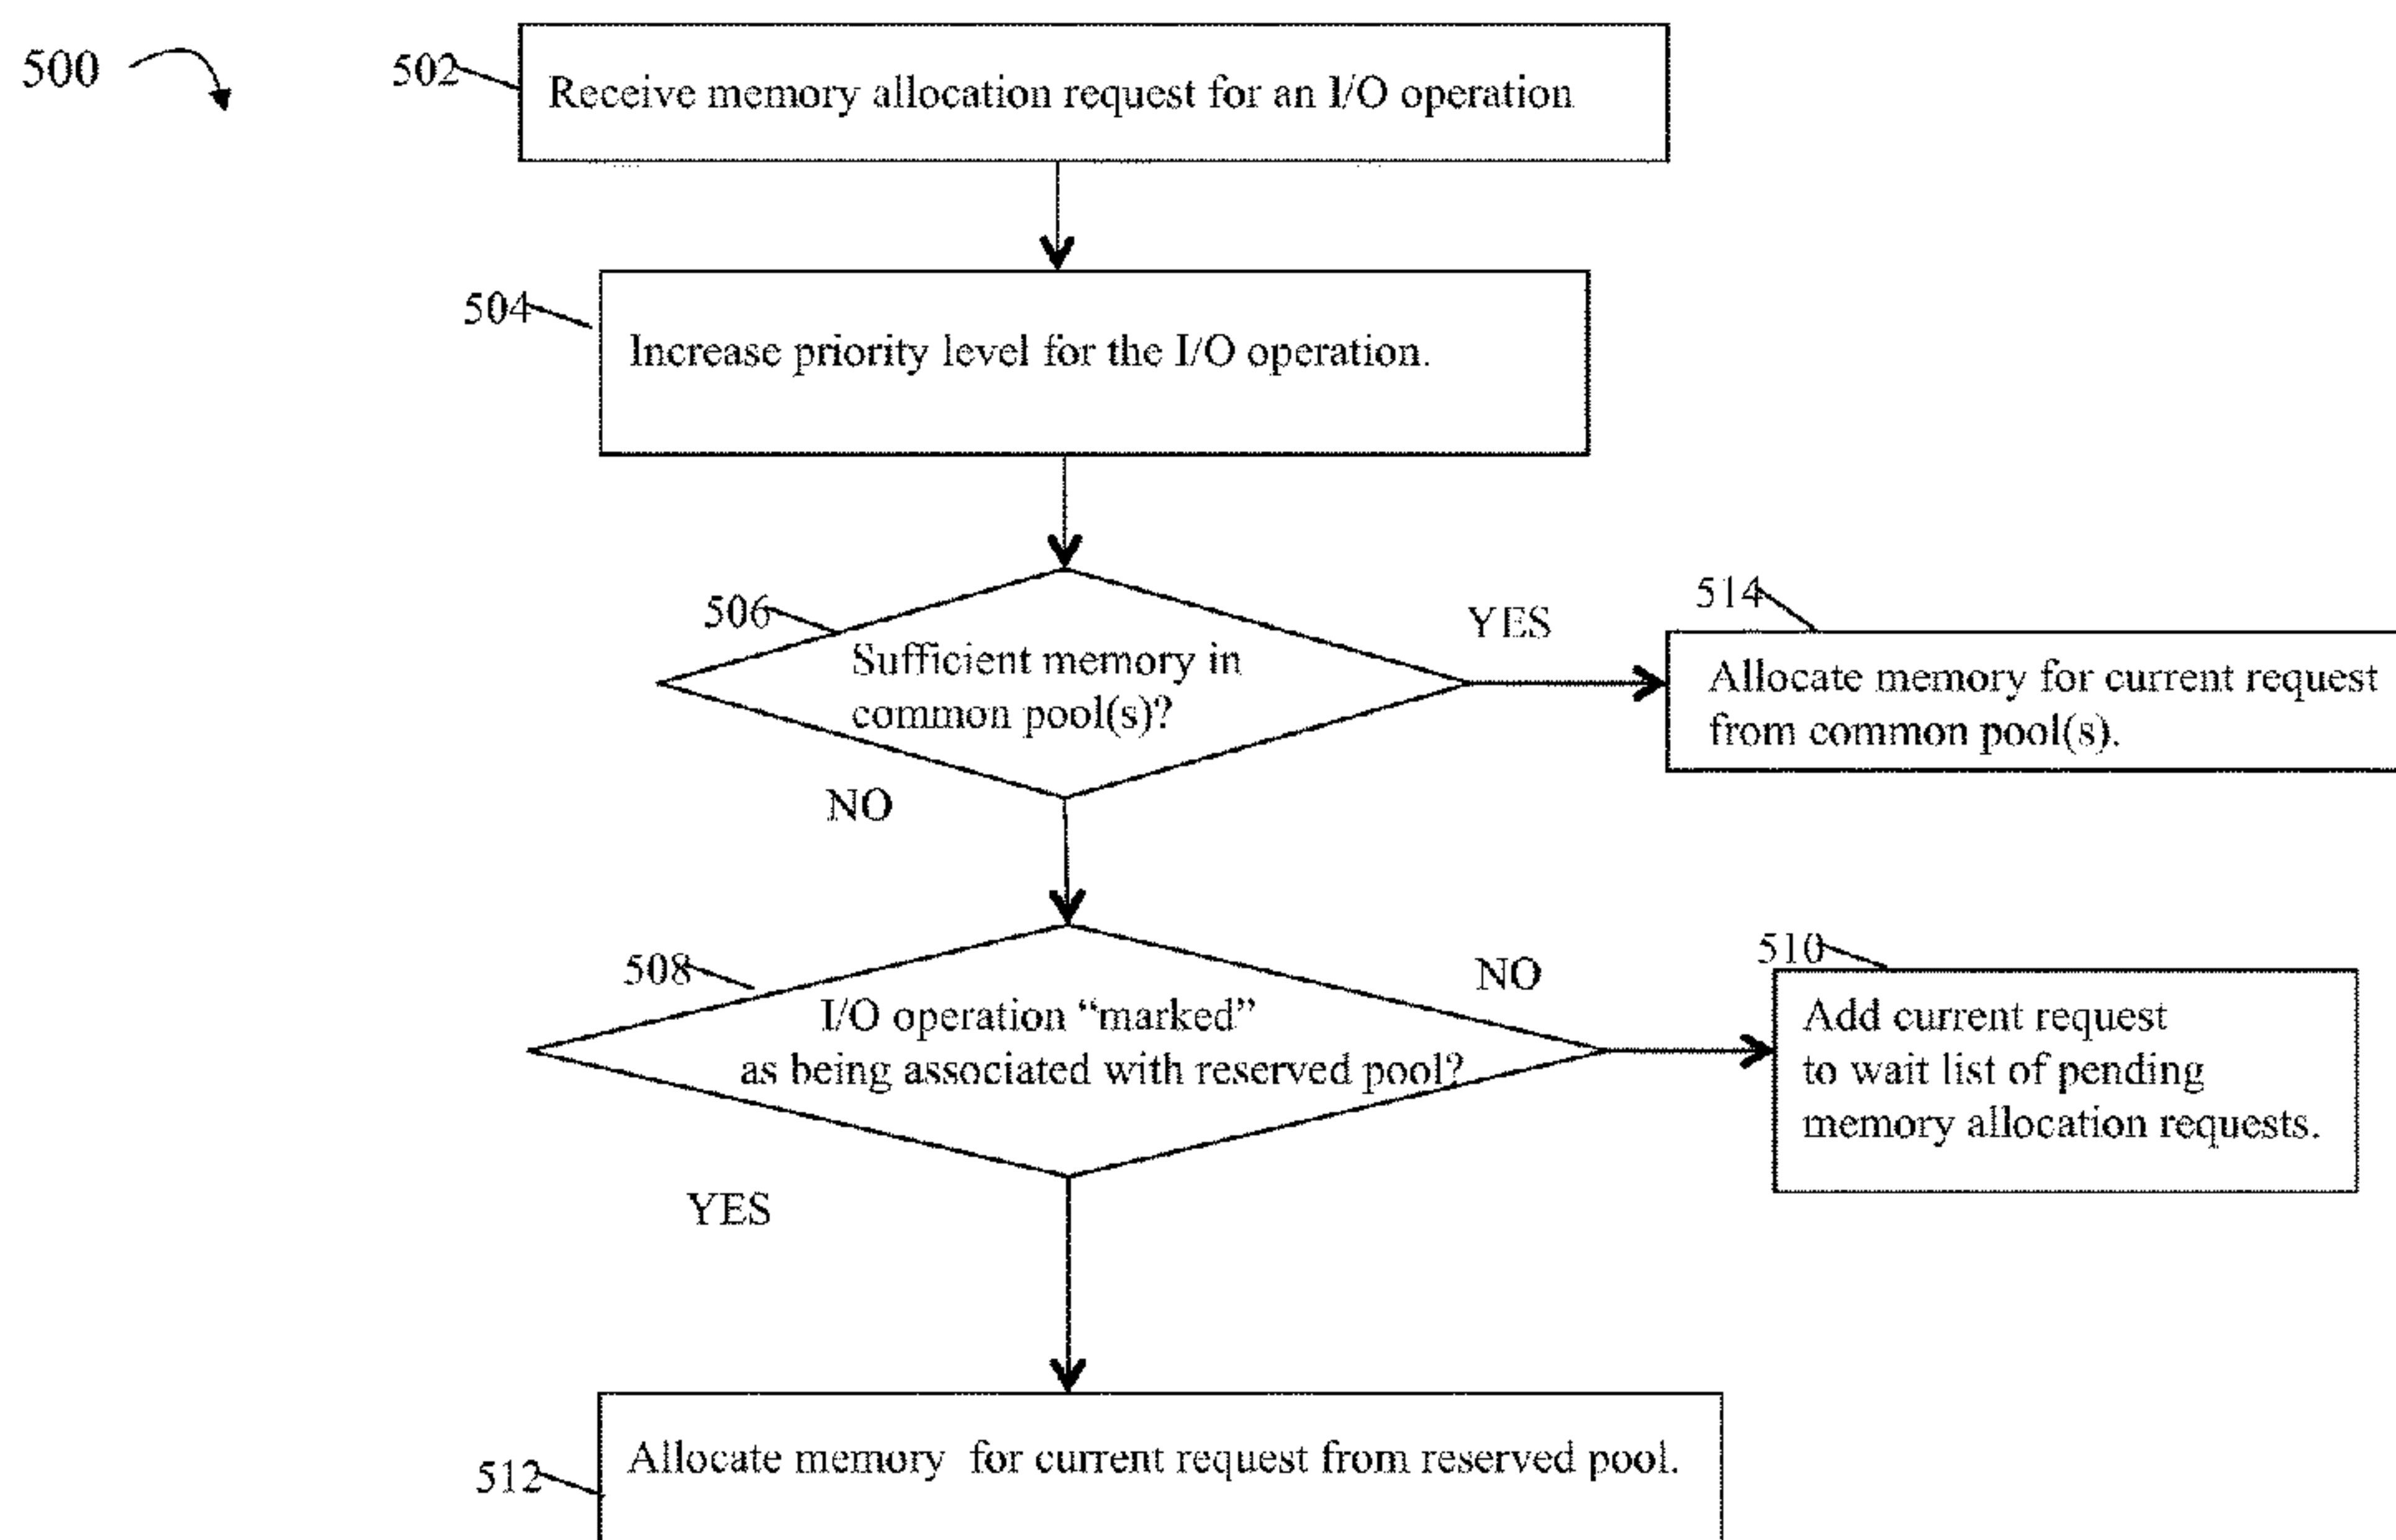 500
502
Receive memory allocation request for an I/O operation
504
Increase priority level for the I/O operation.
506
Sufficient memory in
common pool(s)?
YES
514
Allocate memory for current request
from common pool(s).
NO
508
I/O operation “marked”
as being associated with reserved pool?
NO
510
Add current request
to wait list of pending
memory allocation requests.
YES
512
Allocate memory for current request from reserved pool.